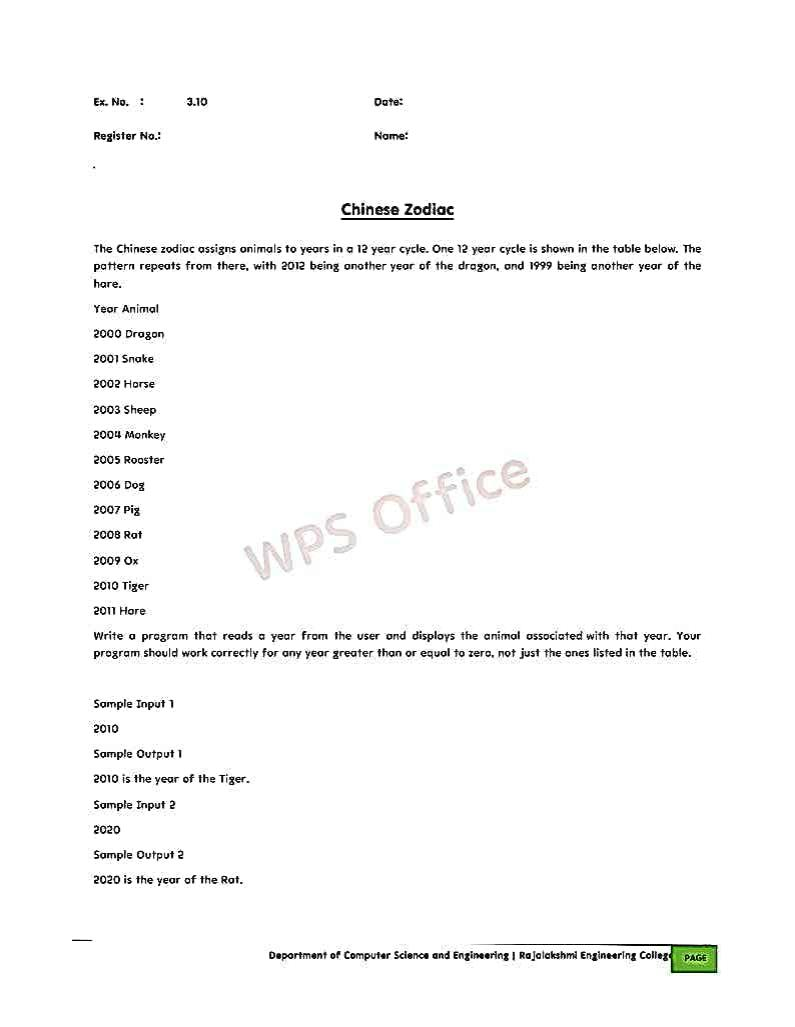 Ex. No. : 3.10 Date:
Register No.: Name:
.
Chinese Zodiac
The Chinese zodiac assigns animals to years in a 12 year cycle. One 12 year cycle is shown in the table below. The
pattern repeats from there, with 2012 being another year of the dragon, and 1999 being another year of the
hare.
Year Animal
2000 Dragon
2001 Snake
2002 Horse
2003 Sheep
2004 Monkey
2005 Rooster
2006 Dog
2007 Pig
2008 Rat
2009 Ox
2010 Tiger
2011 Hare
WPS Office
Write a program that reads a year from the user and displays the animal associated with that year. Your
program should work correctly for any year greater than or equal to zero, not just the ones listed in the table.
Sample Input 1
2010
Sample Output 1
2010 is the year of the Tiger.
Sample Input 2
2020
Sample Output 2
2020 is the year of the Rat.
Department of Computer Science and Engineering | Rajalakshmi Engineering College PAGE